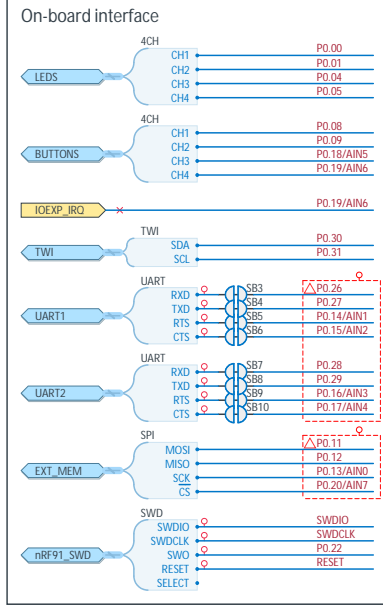 On-board interface
4CH
LEDS
CH1 P0.00
CH2 P0.01
CH3 P0.04
CH4 P0.05
4CH
BUTTONS
CH1 P0.08
CH2 P0.09
CH3 P0.18/AIN5
CH4 P0.19/AIN6
IOEXP_IRQ P0.19/AIN6
TWI
TWI
SDA P0.30
SCL P0.31
UART
UART1
RXD SB3 P0.26
TXD SB4 P0.27
RTS SB5 P0.14/AIN1
CTS SB6 P0.15/AIN2
UART
UART2
RXD SB7 P0.28
TXD SB8 P0.29
RTS SB9 P0.16/AIN3
CTS SB10 P0.17/AIN4
SPI
EXT_MEM
MOSI P0.11
MISO P0.12
SCK P0.13/AIN0
CS P0.20/AIN7
SWD
nRF91_SWD
SWDIO SWDIO
SWDCLK SWDCLK
SWO P0.22
RESET RESET
SELECT